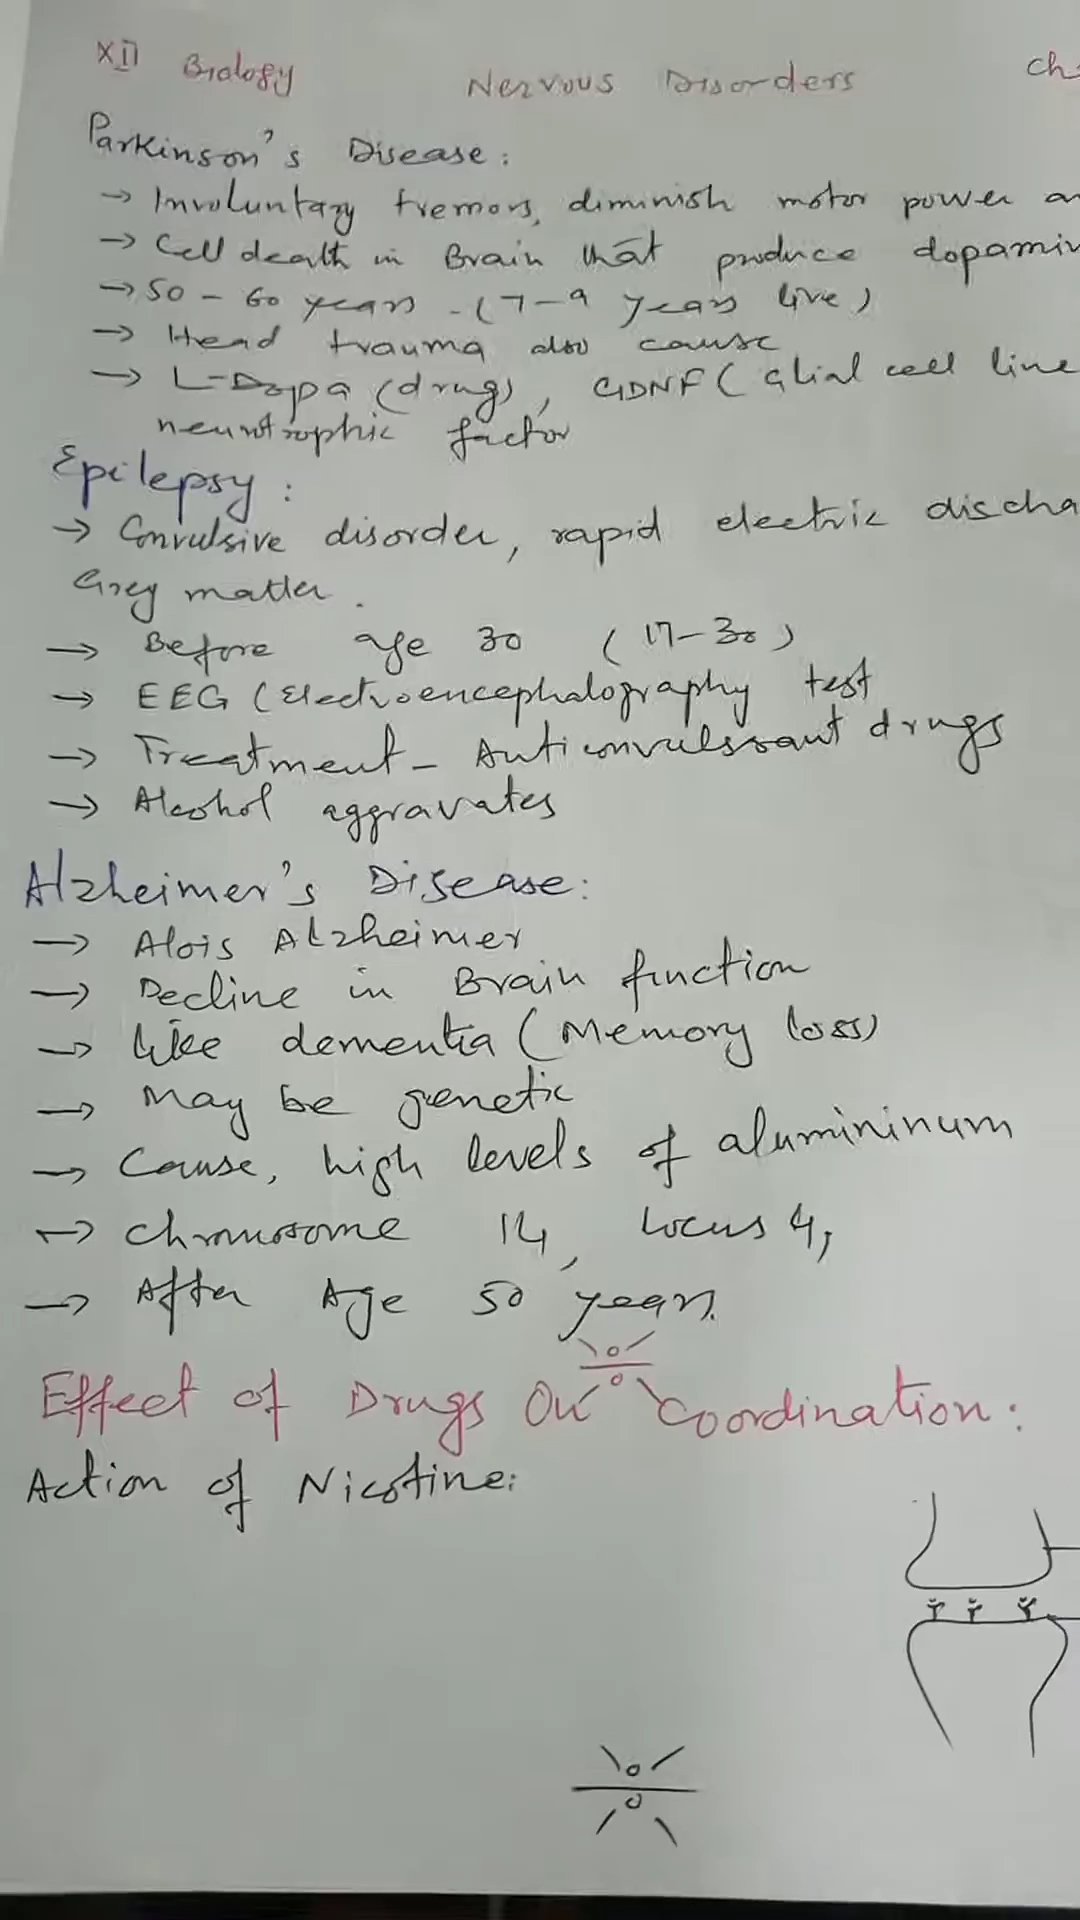 XII Biology Nervous Disorders Ch
Parkinson's Disease:
→ Involuntary tremors, diminish motor power
→ Cell death in Brain that produce dopamin
→ 50 - 60 years - (7-9 years live)
→ Head trauma also cause
→ L-Dopa (drug), GDNF (Glial cell line
neurotrophic factor
Epilepsy:
→ Convulsive disorder, rapid electric discha
Grey matter.
→ Before age 30 (17-30)
→ EEG (Electroencephalography test
→ Treatment - Anticonvulssant drugs
→ Alcohol aggravates
Alzheimer's Disease:
→ Alois Alzheimer
→ Decline in Brain function
→ like dementia (Memory loss)
→ May be genetic
→ Cause, high levels of alumininum
→ Chromosome 14, Locus 4,
→ After Age 50 years.
Effect of Drugs On Coordination:
Action of Nicotine: